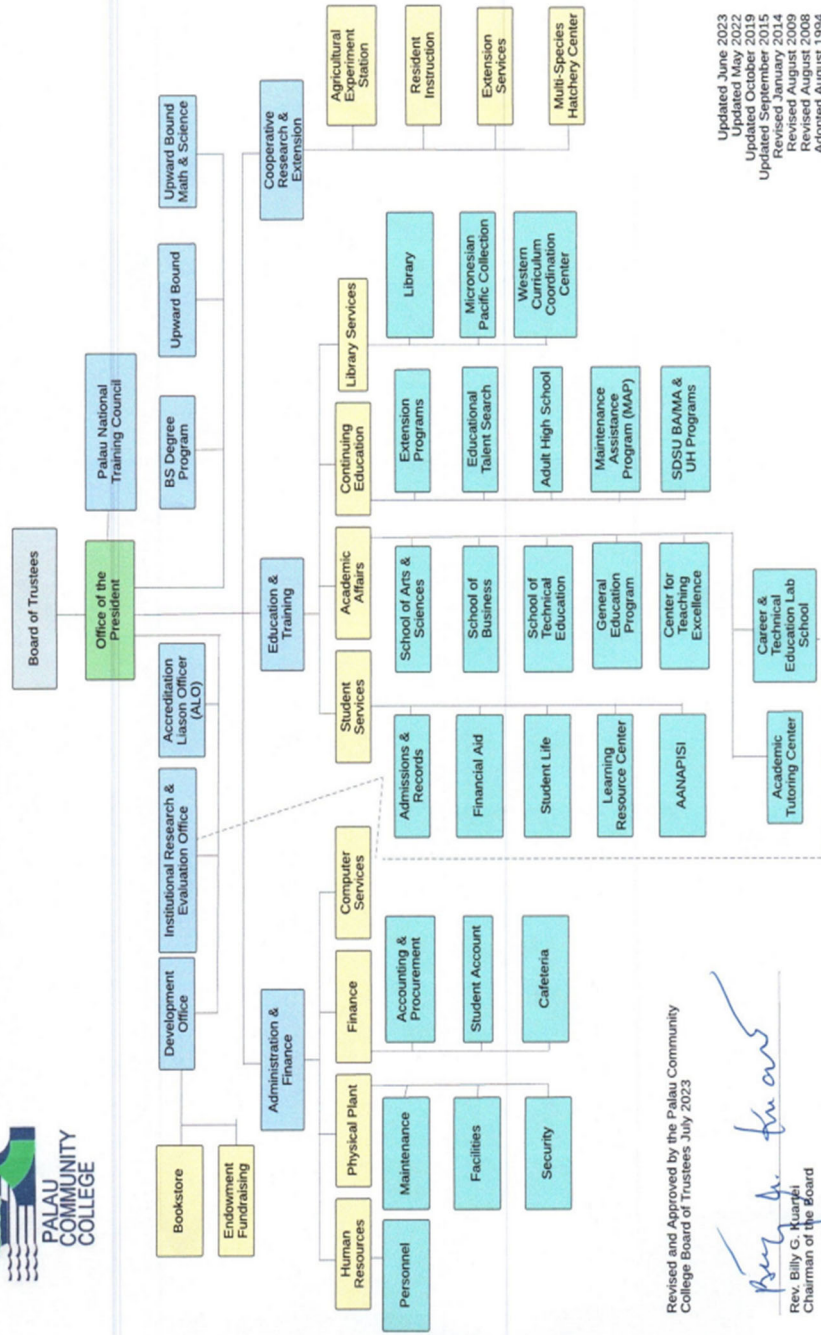 PALAU
COMMUNITY
COLLEGE
Board of Trustees
Office of the
President
Palau National
Training Council
Development
Office
Institutional Research &
Evaluation Office
Accreditation
Liason Officer
(ALO)
BS Degree
Program
Upward Bound
Upward Bound
Math & Science
Bookstore
Endowment
Fundraising
Administration &
Finance
Education &
Training
Cooperative
Research &
Extension
Human
Resources
Physical Plant
Finance
Computer
Services
Student
Services
Academic
Affairs
Continuing
Education
Library Services
Agricultural
Experiment
Station
Resident
Instruction
Extension
Services
Multi-Species
Hatchery Center
Personnel
Maintenance
Facilities
Security
Accounting &
Procurement
Student Account
Cafeteria
Admissions &
Records
Financial Aid
Student Life
Learning
Resource Center
AANAPISI
School of Arts &
Sciences
School of
Business
School of
Technical
Education
General
Education
Program
Center for
Teaching
Excellence
Academic
Tutoring Center
Career &
Technical
Education Lab
School
Extension
Programs
Educational
Talent Search
Adult High School
Maintenance
Assistance
Program (MAP)
SDSU BA/MA &
UH Programs
Library
Micronesian
Pacific Collection
Western
Curriculum
Coordination
Center
Revised and Approved by the Palau Community
College Board of Trustees July 2023
Rev. Billy G. Kuartei
Chairman of the Board
Updated June 2023
Updated May 2022
Updated October 2019
Updated September 2015
Revised January 2014
Revised August 2009
Revised August 2008
Adopted August 1994